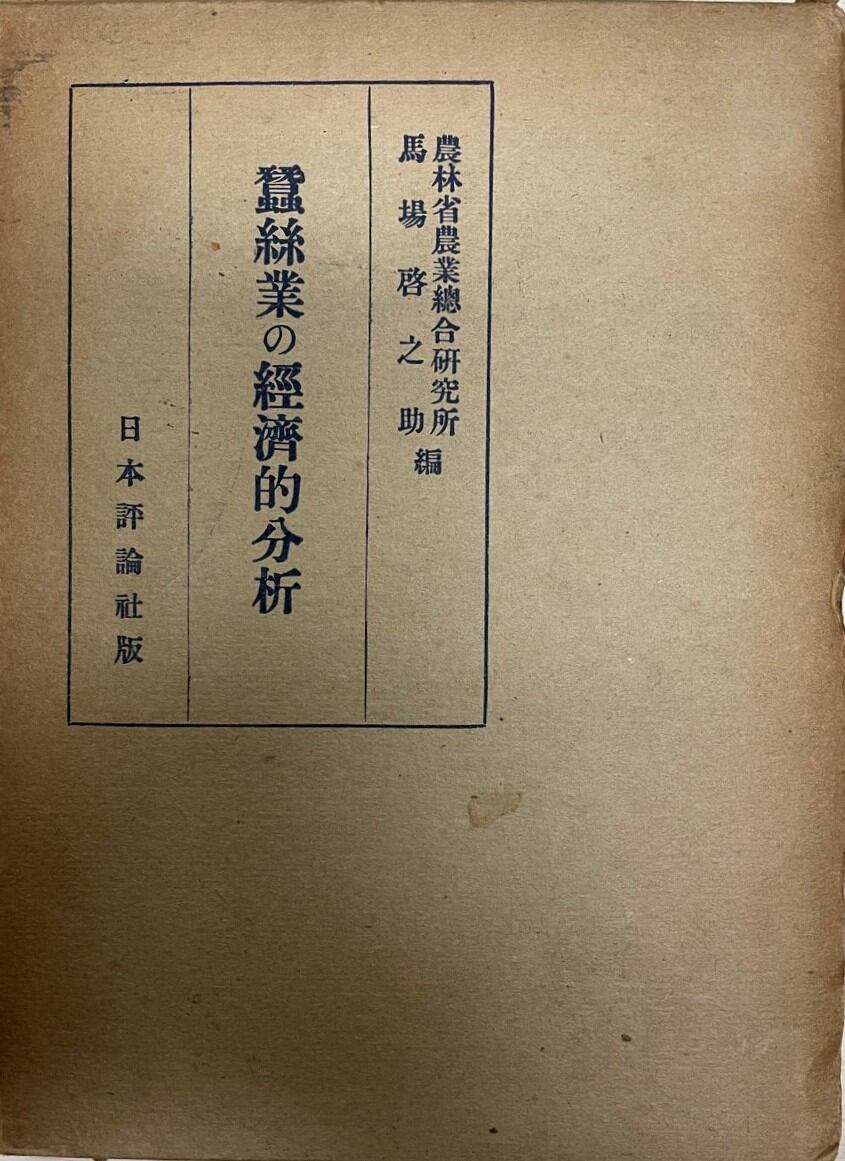 農林省農業總合研究所
馬場啓之助
編
蠶絲業の經濟的分析
日本評論社版